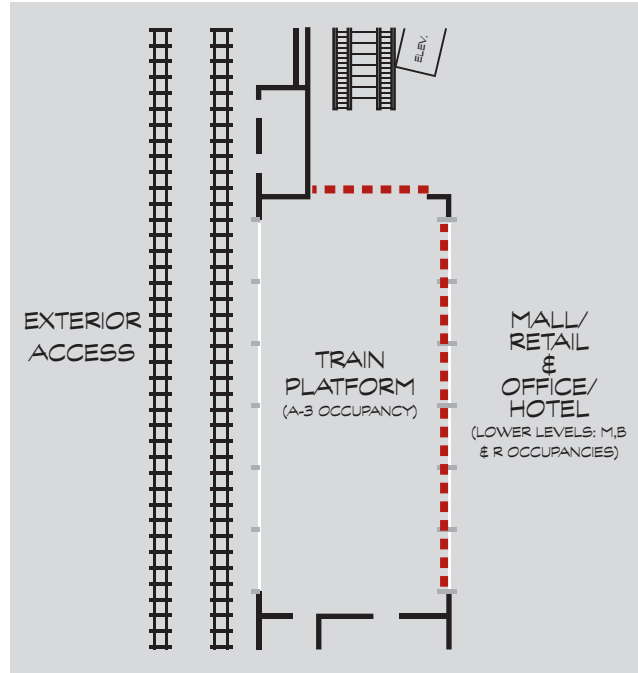 ELEV.
EXTERIOR
ACCESS
TRAIN
PLATFORM
(A-3 OCCUPANCY)
MALL/
RETAIL
&
OFFICE/
HOTEL
(LOWER LEVELS: M,B
& R OCCUPANCIES)